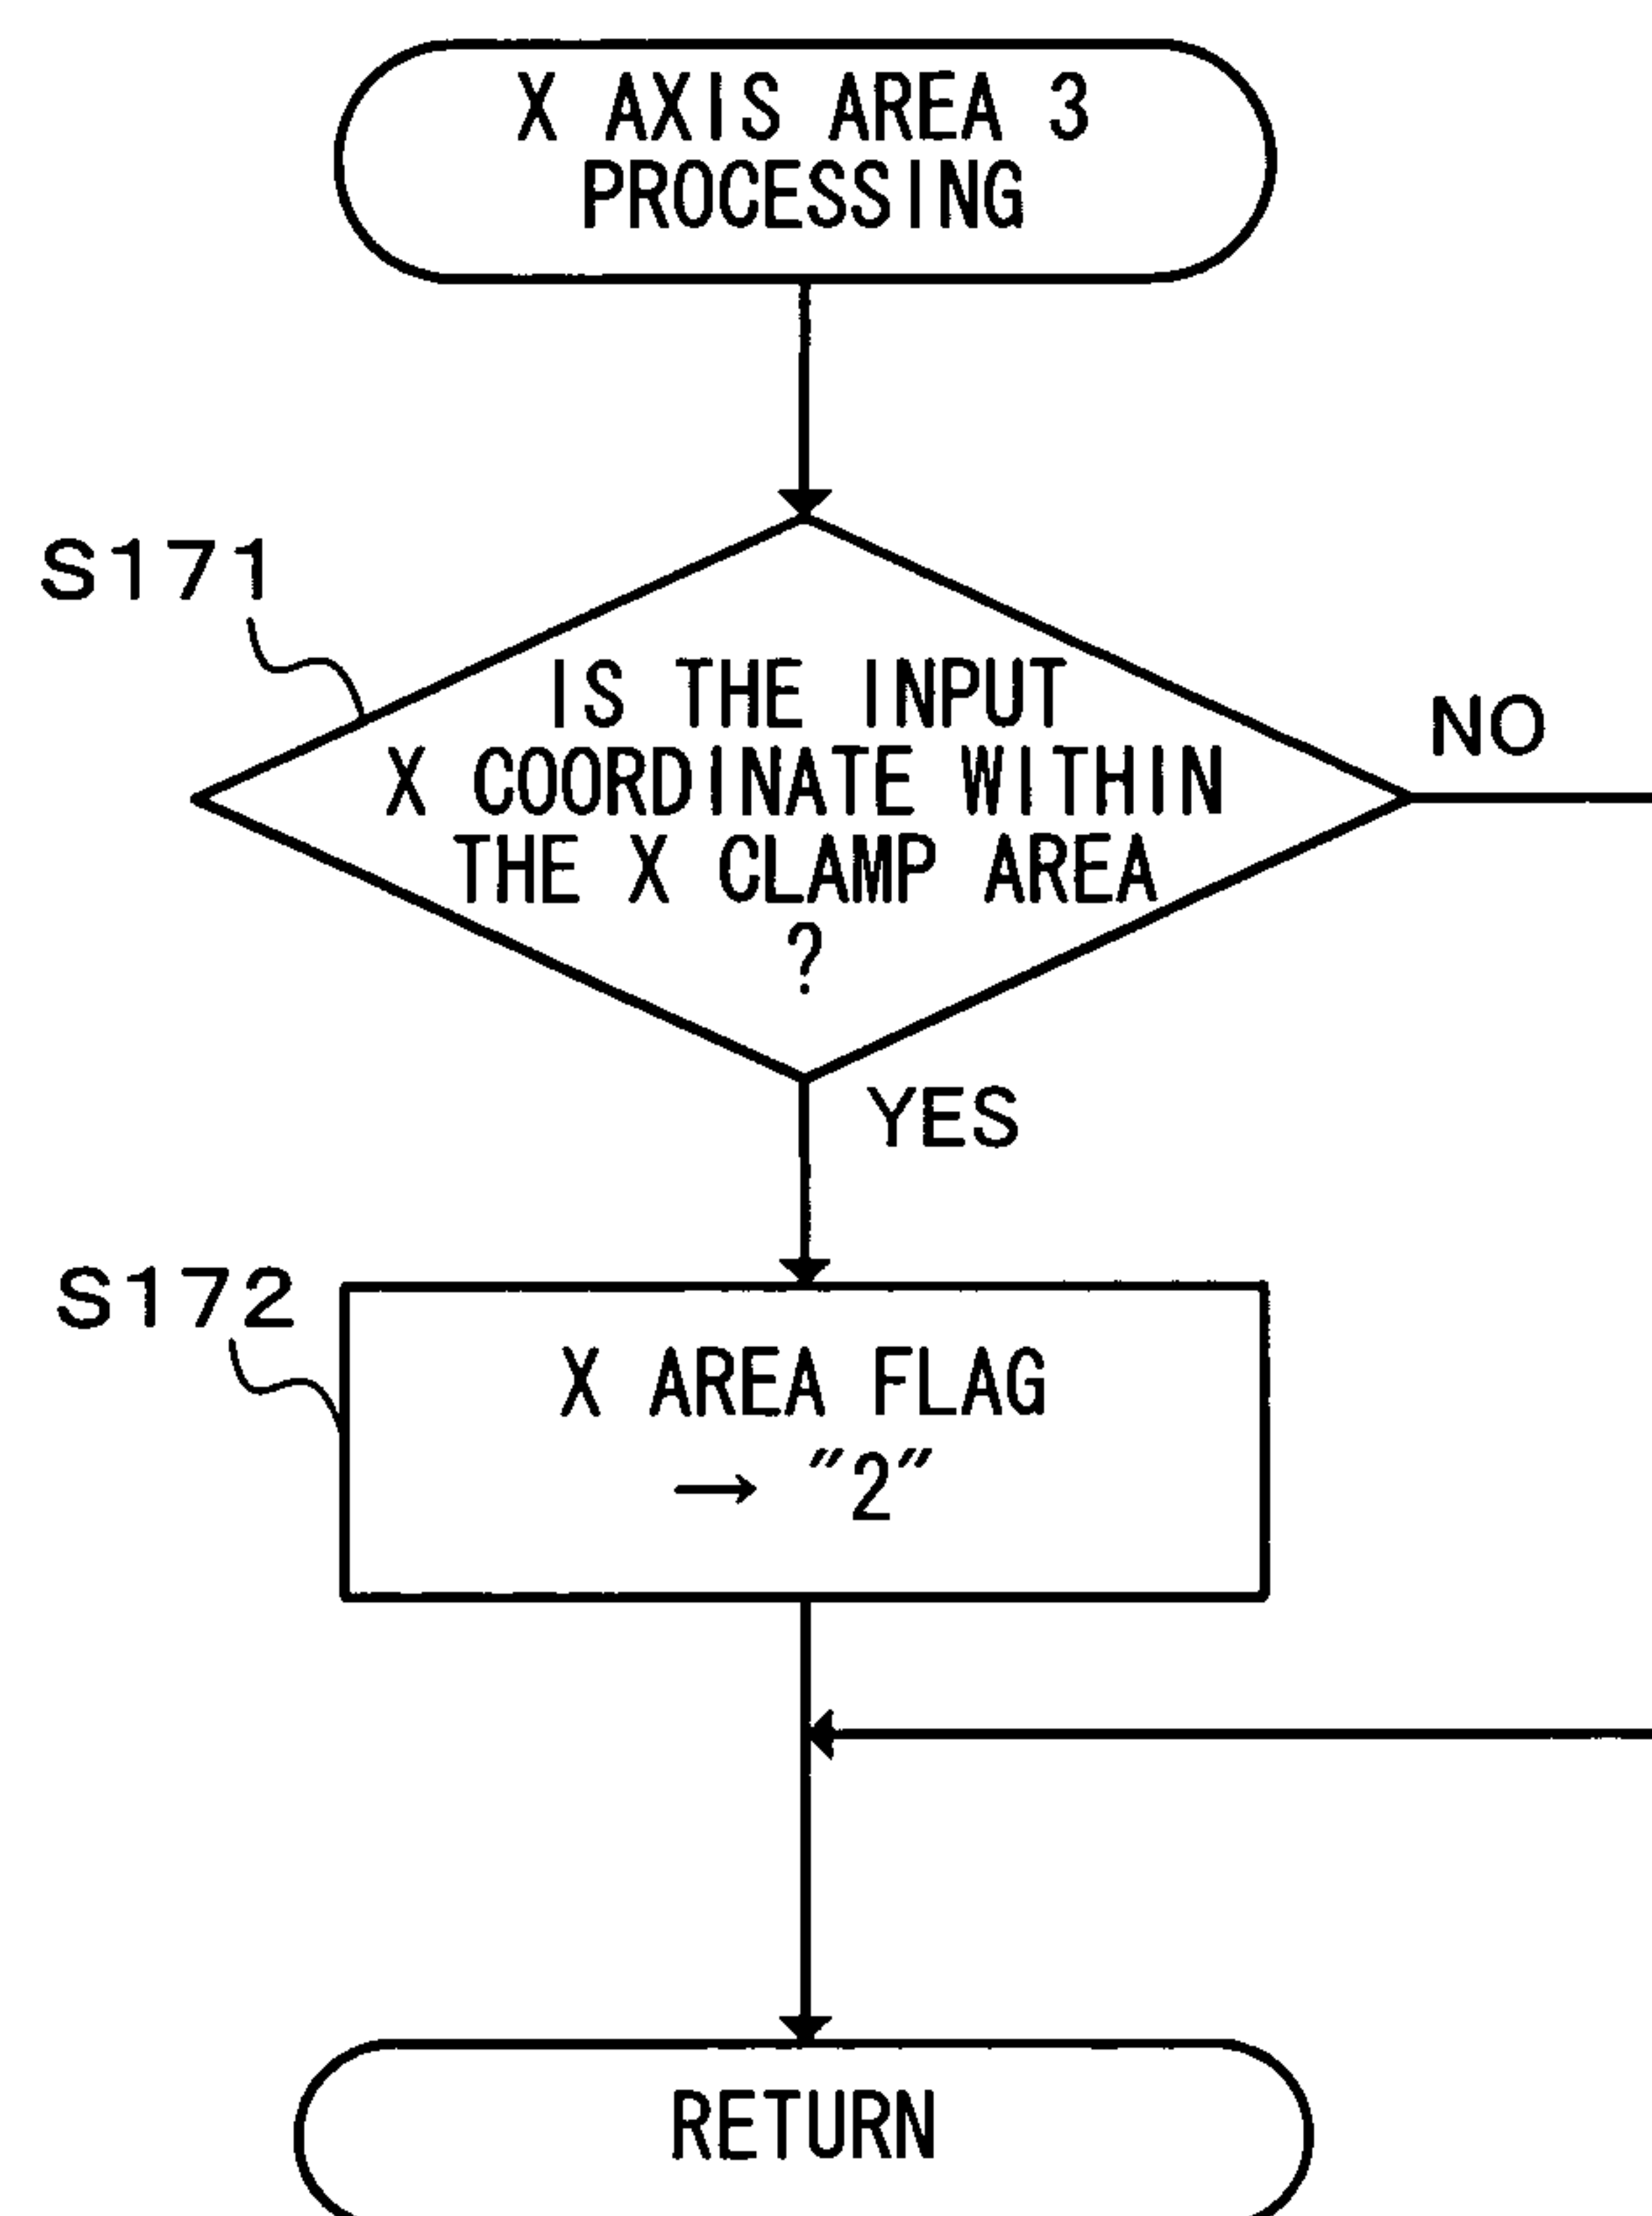 X AXIS AREA 3
PROCESSING
S171
IS THE INPUT
X COORDINATE WITHIN
THE X CLAMP AREA
?
NO
YES
S172
X AREA FLAG
→ "2"
RETURN